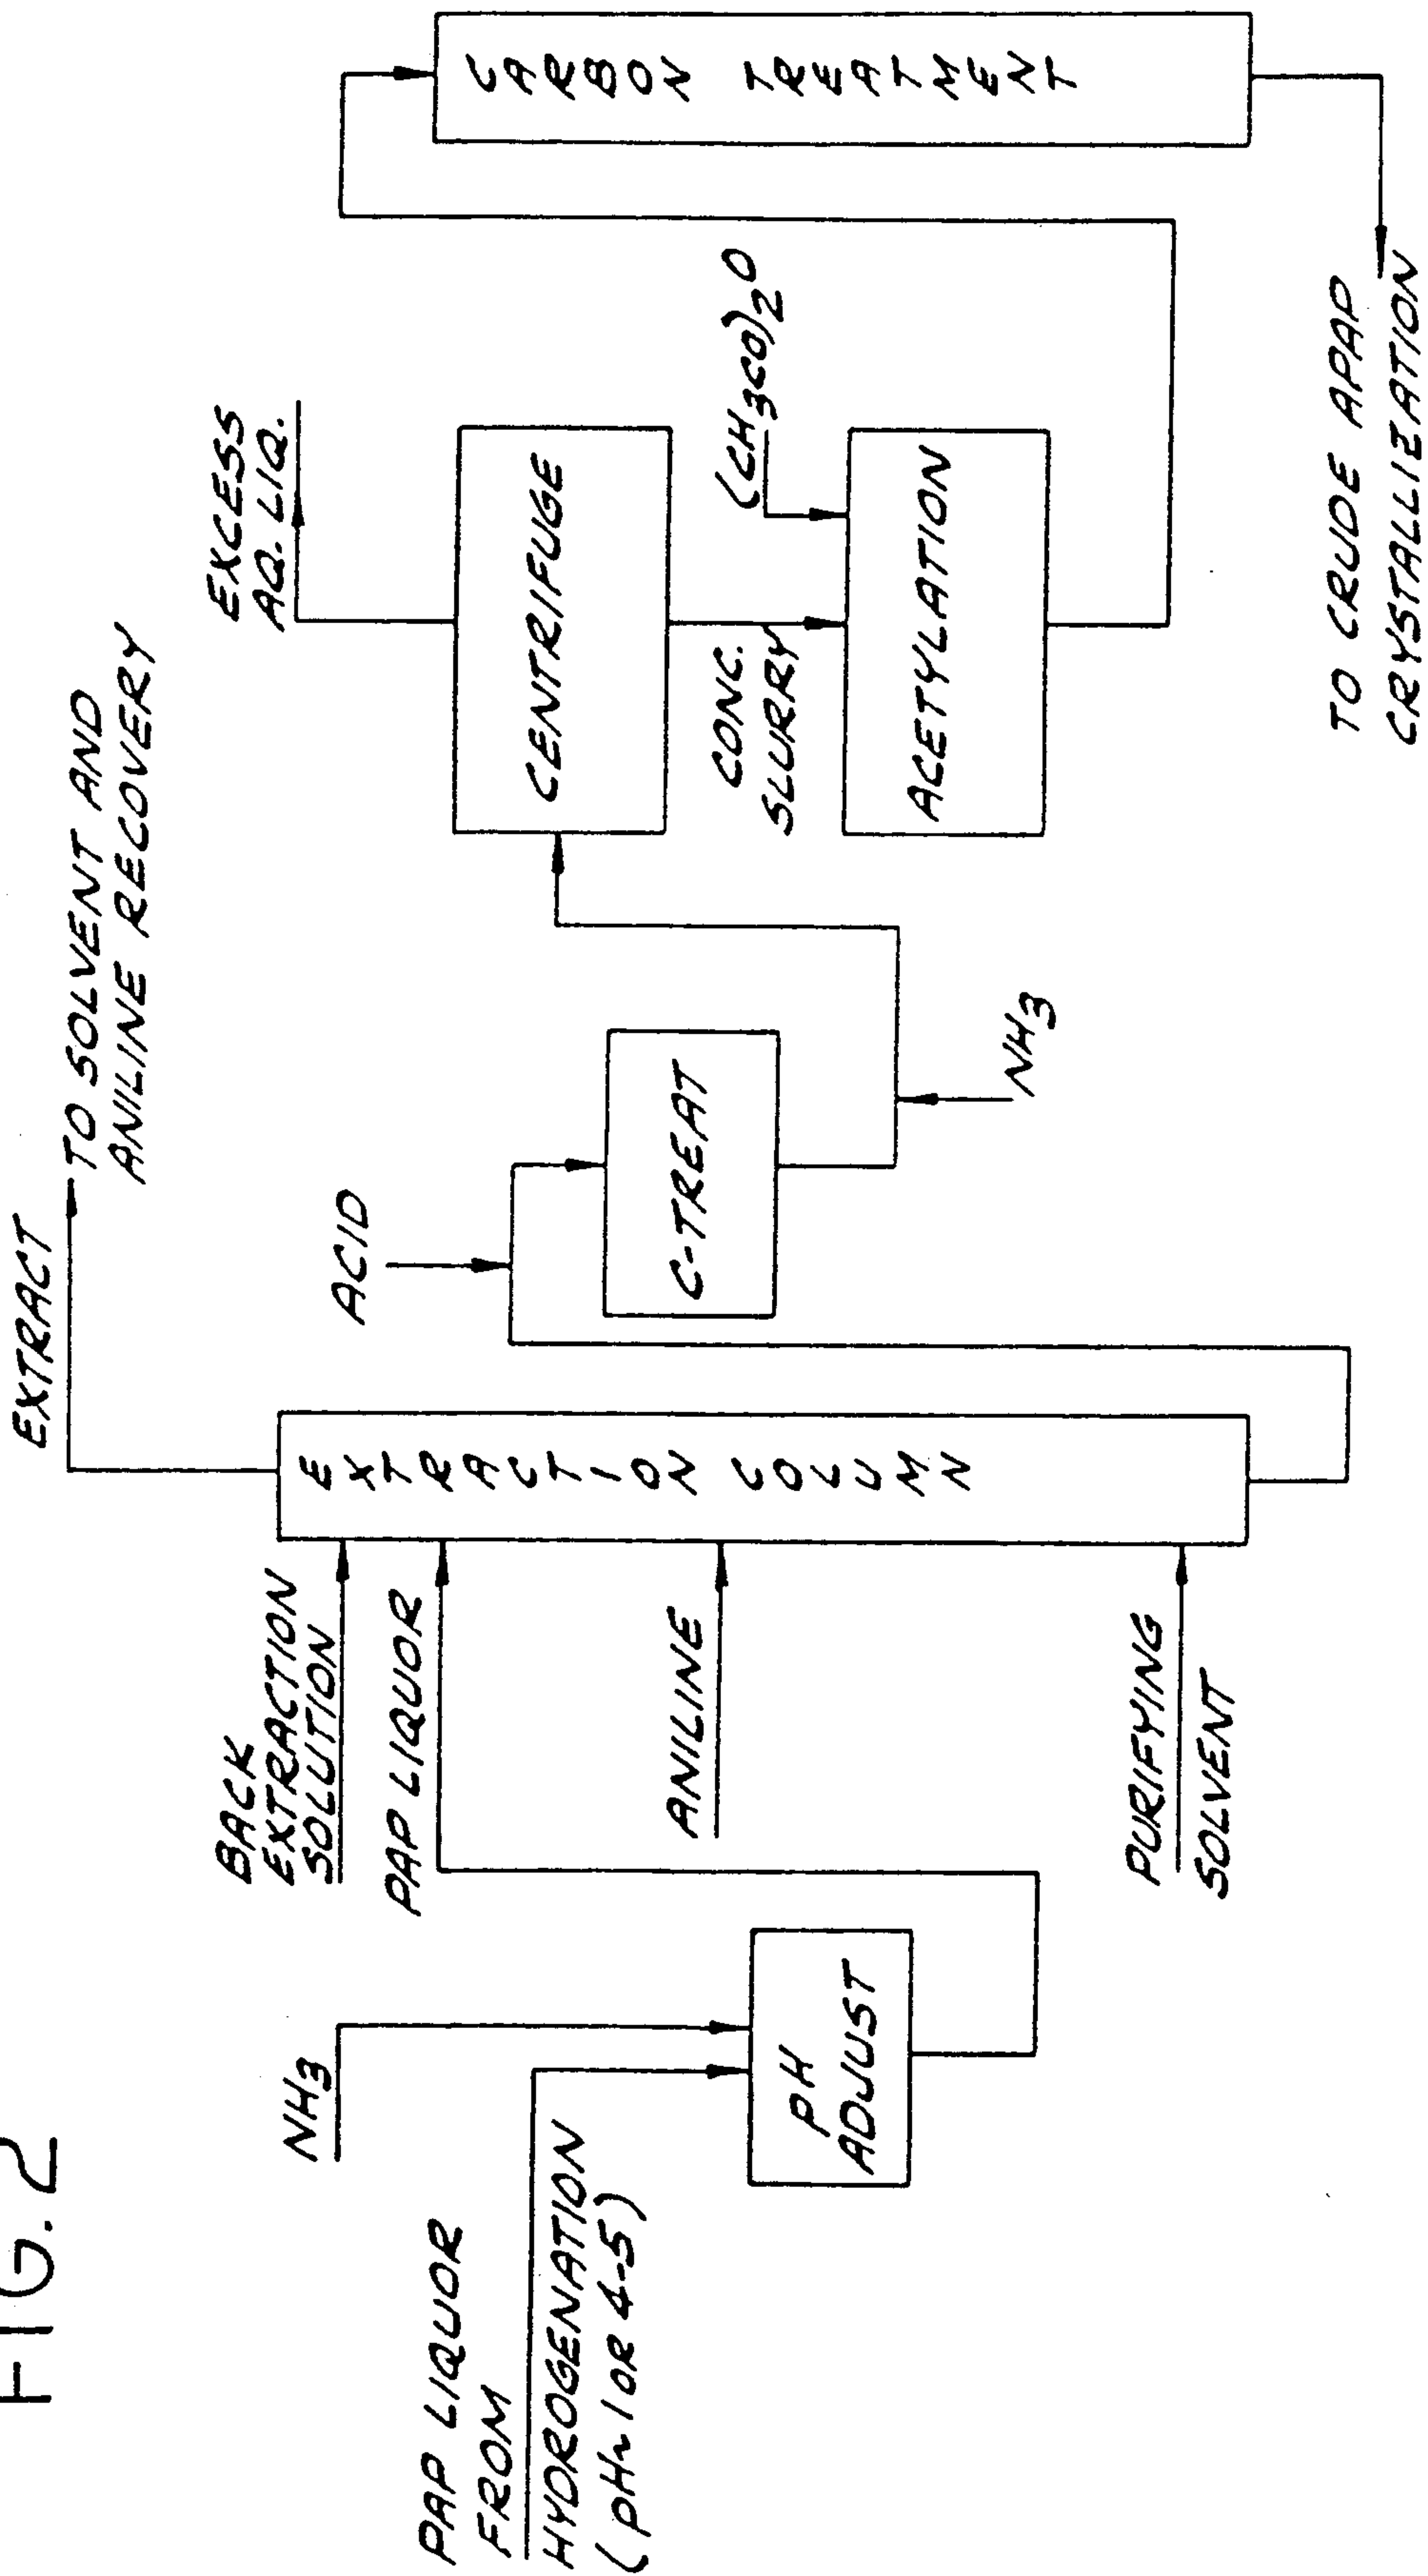 FIG. 2
PAP LIQUOR
FROM
HYDROGENATION
(pH~1 OR 4-5)
NH3
pH
ADJUST
BACK
EXTRACTION
SOLUTION
PAP LIQUOR
ANILINE
PURIFYING
SOLVENT
EXTRACTION COLUMN
EXTRACT
TO SOLVENT AND
ANILINE RECOVERY
ACID
C-TREAT
NH3
CENTRIFUGE
EXCESS
AQ. LIQ.
CONC.
SLURRY
(CH3CO)2O
ACETYLATION
CARBON TREATMENT
TO CRUDE APAP
CRYSTALLIZATION